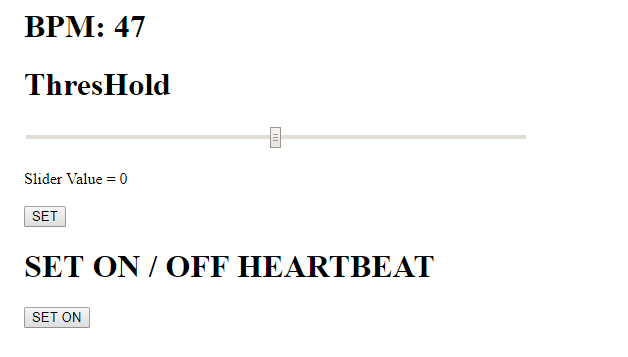 BPM: 47
ThresHold
Slider Value = 0
SET
SET ON / OFF HEARTBEAT
SET ON